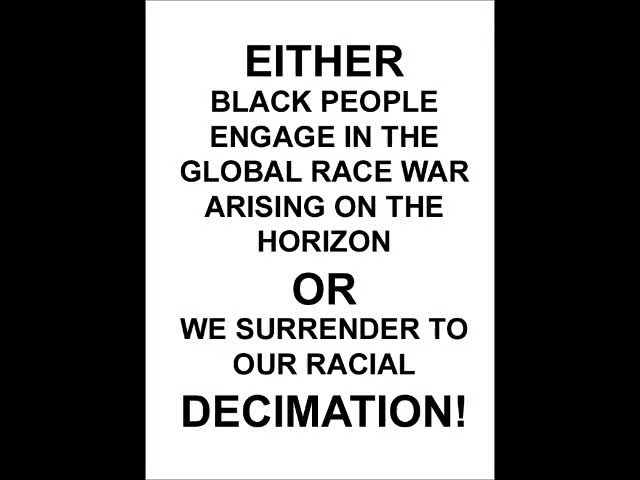 EITHER
BLACK PEOPLE
ENGAGE IN THE
GLOBAL RACE WAR
ARISING ON THE
HORIZON
OR
WE SURRENDER TO
OUR RACIAL
DECIMATION!